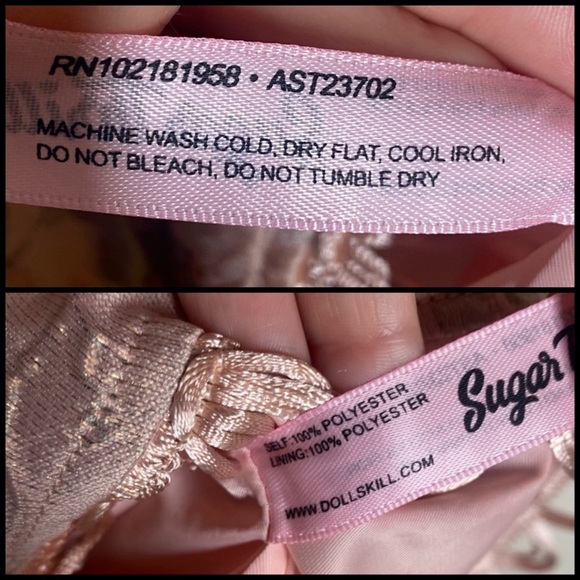 RN102181958 • AST23702
MACHINE WASH COLD, DRY FLAT, COOL IRON,
DO NOT BLEACH, DO NOT TUMBLE DRY
SELF:100% POLYESTER
LINING:100% POLYESTER
WWW.DOLLSKILL.COM
Sugar